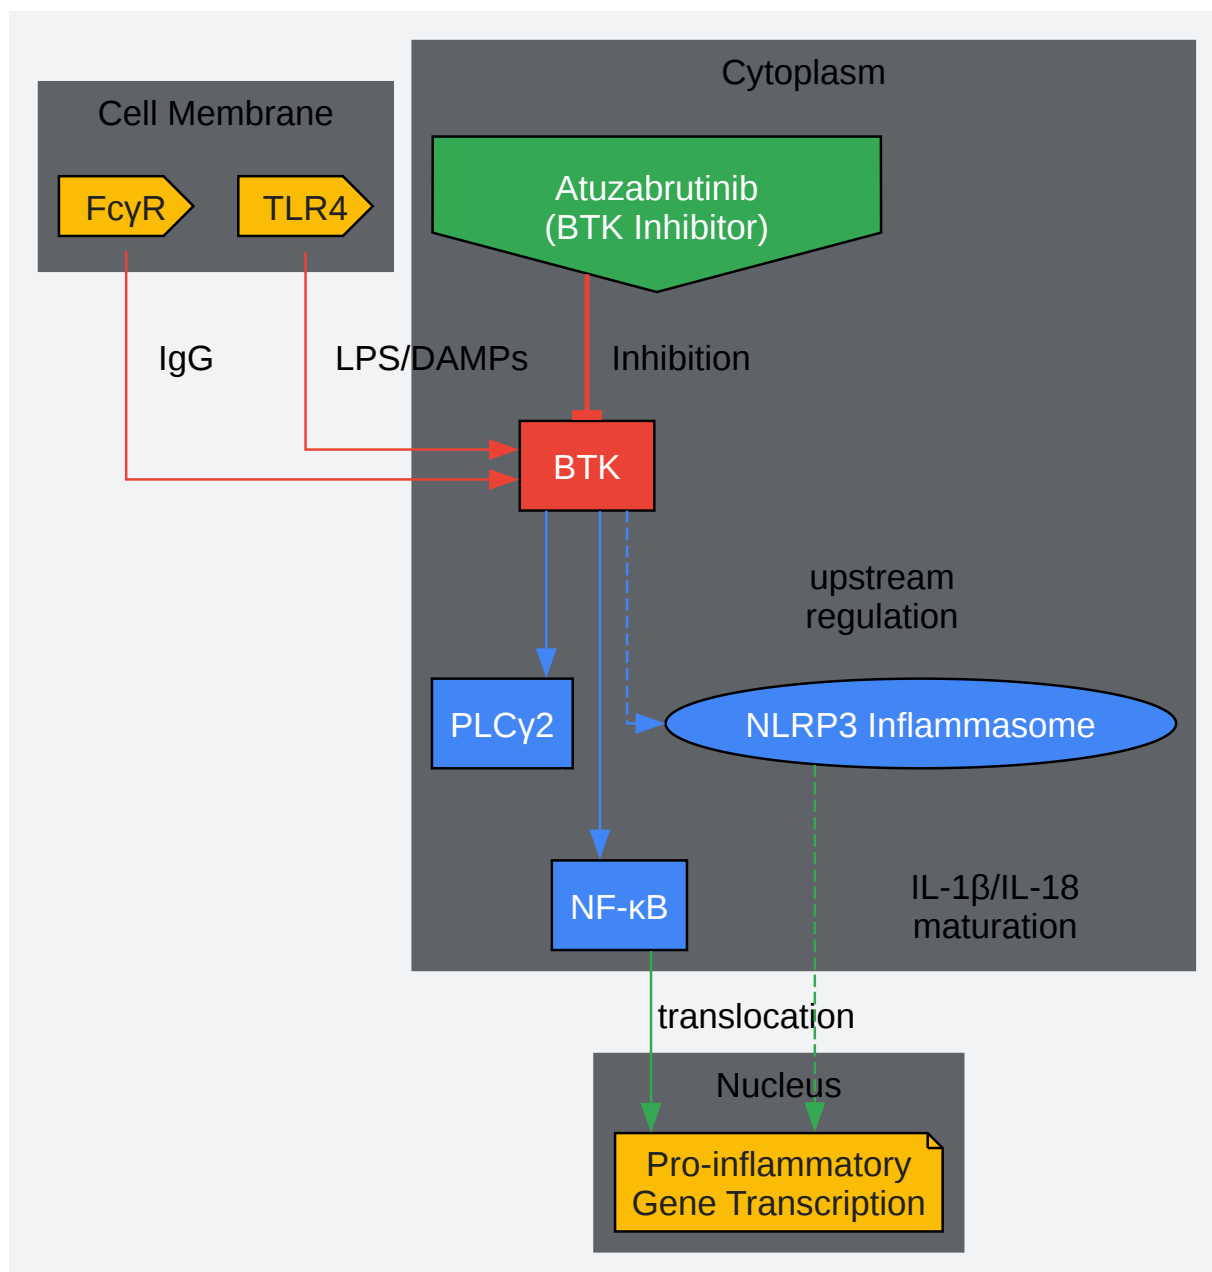 Cytoplasm
Cell Membrane
FcγR
TLR4
Atuzabrutinib
(BTK Inhibitor)
IgG
LPS/DAMPs
Inhibition
BTK
upstream
regulation
PLCγ2
NLRP3 Inflammasome
NF-κB
IL-1β/IL-18
maturation
translocation
Nucleus
Pro-inflammatory
Gene Transcription